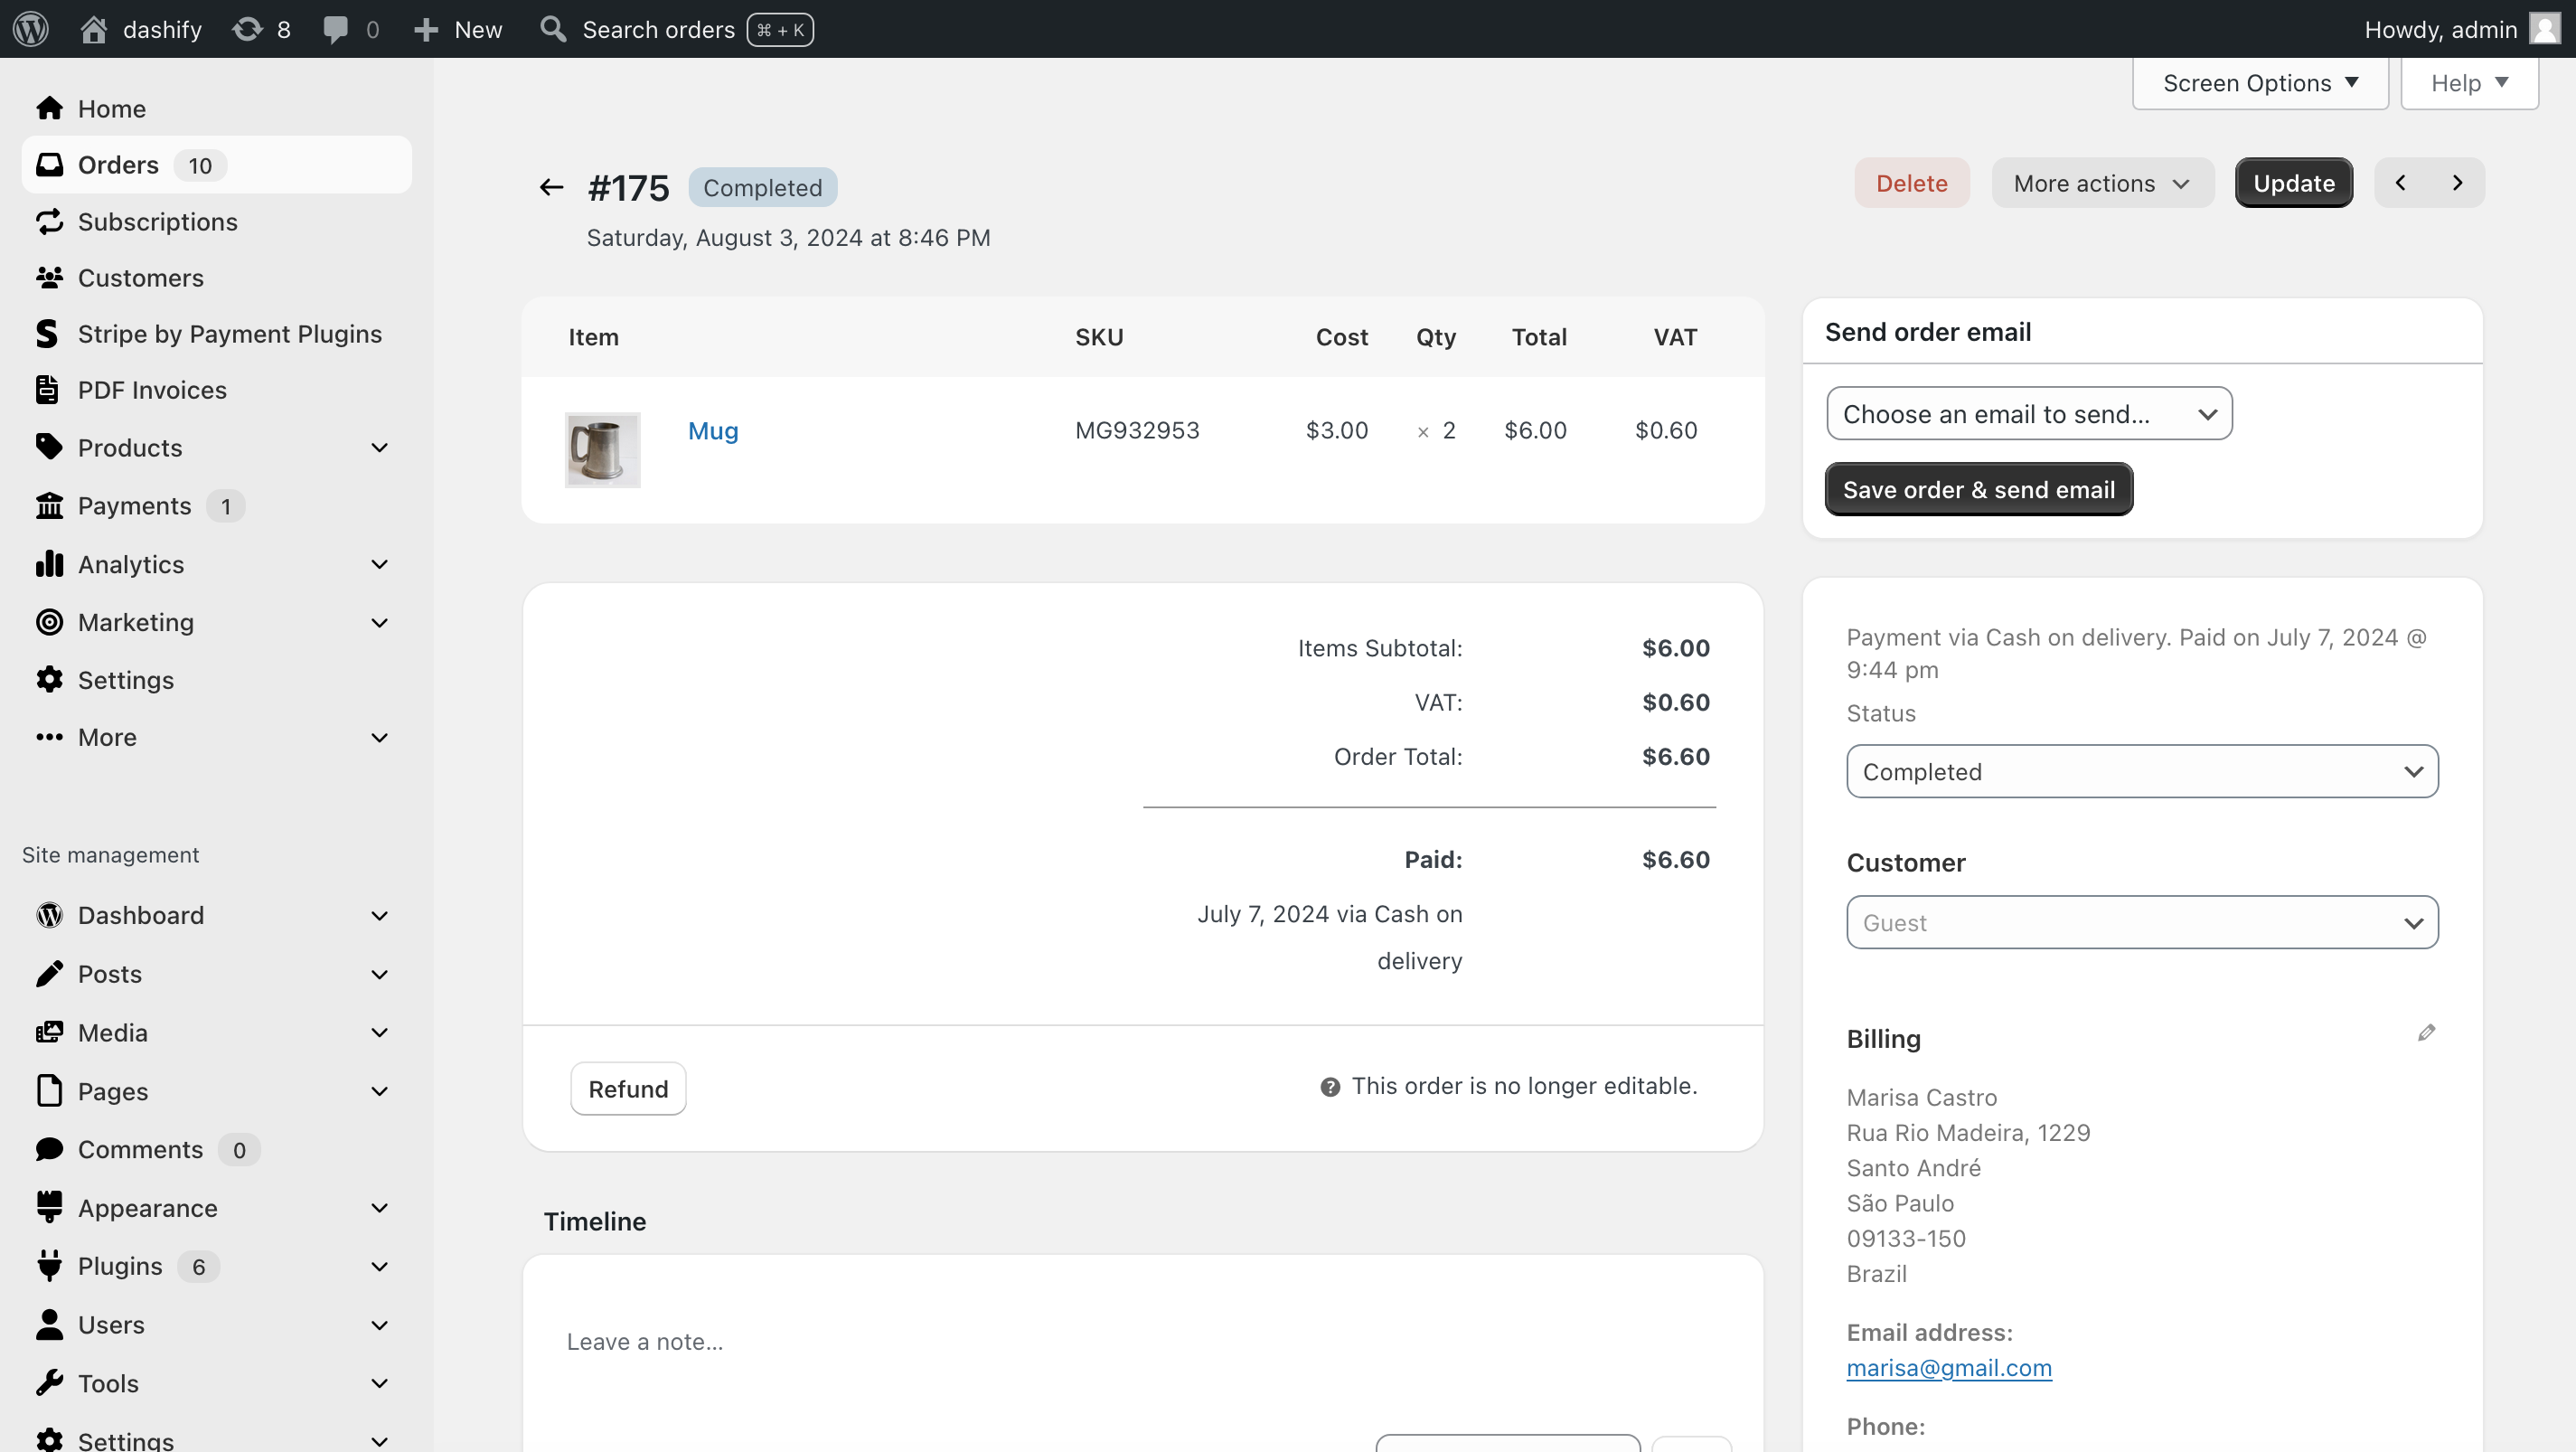 dashify
8
0
New
Search orders
⌘ + K
Howdy, admin
Screen Options
Help
Home
Orders 10
Subscriptions
Customers
Stripe by Payment Plugins
PDF Invoices
Products
Payments 1
Analytics
Marketing
Settings
More
Site management
Dashboard
Posts
Media
Pages
Comments 0
Appearance
Plugins 6
Users
Tools
Settings
#175
Completed
Saturday, August 3, 2024 at 8:46 PM
Delete
More actions
Update
Item SKU Cost Qty Total VAT
Mug MG932953 $3.00 × 2 $6.00 $0.60
Items Subtotal: $6.00
VAT: $0.60
Order Total: $6.60
Paid: $6.60
July 7, 2024 via Cash on
delivery
Refund
This order is no longer editable.
Timeline
Leave a note...
Send order email
Choose an email to send...
Save order & send email
Payment via Cash on delivery. Paid on July 7, 2024 @
9:44 pm
Status
Completed
Customer
Guest
Billing
Marisa Castro
Rua Rio Madeira, 1229
Santo André
São Paulo
09133-150
Brazil
Email address:
marisa@gmail.com
Phone: